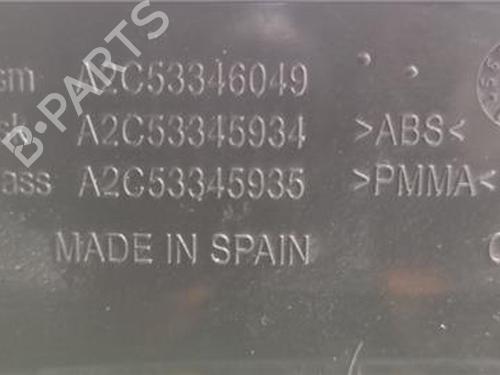 sm A2C53346049
A2C53345934 >ABS<
ass A2C53345935 >PMMA<
MADE IN SPAIN
B-PARTS